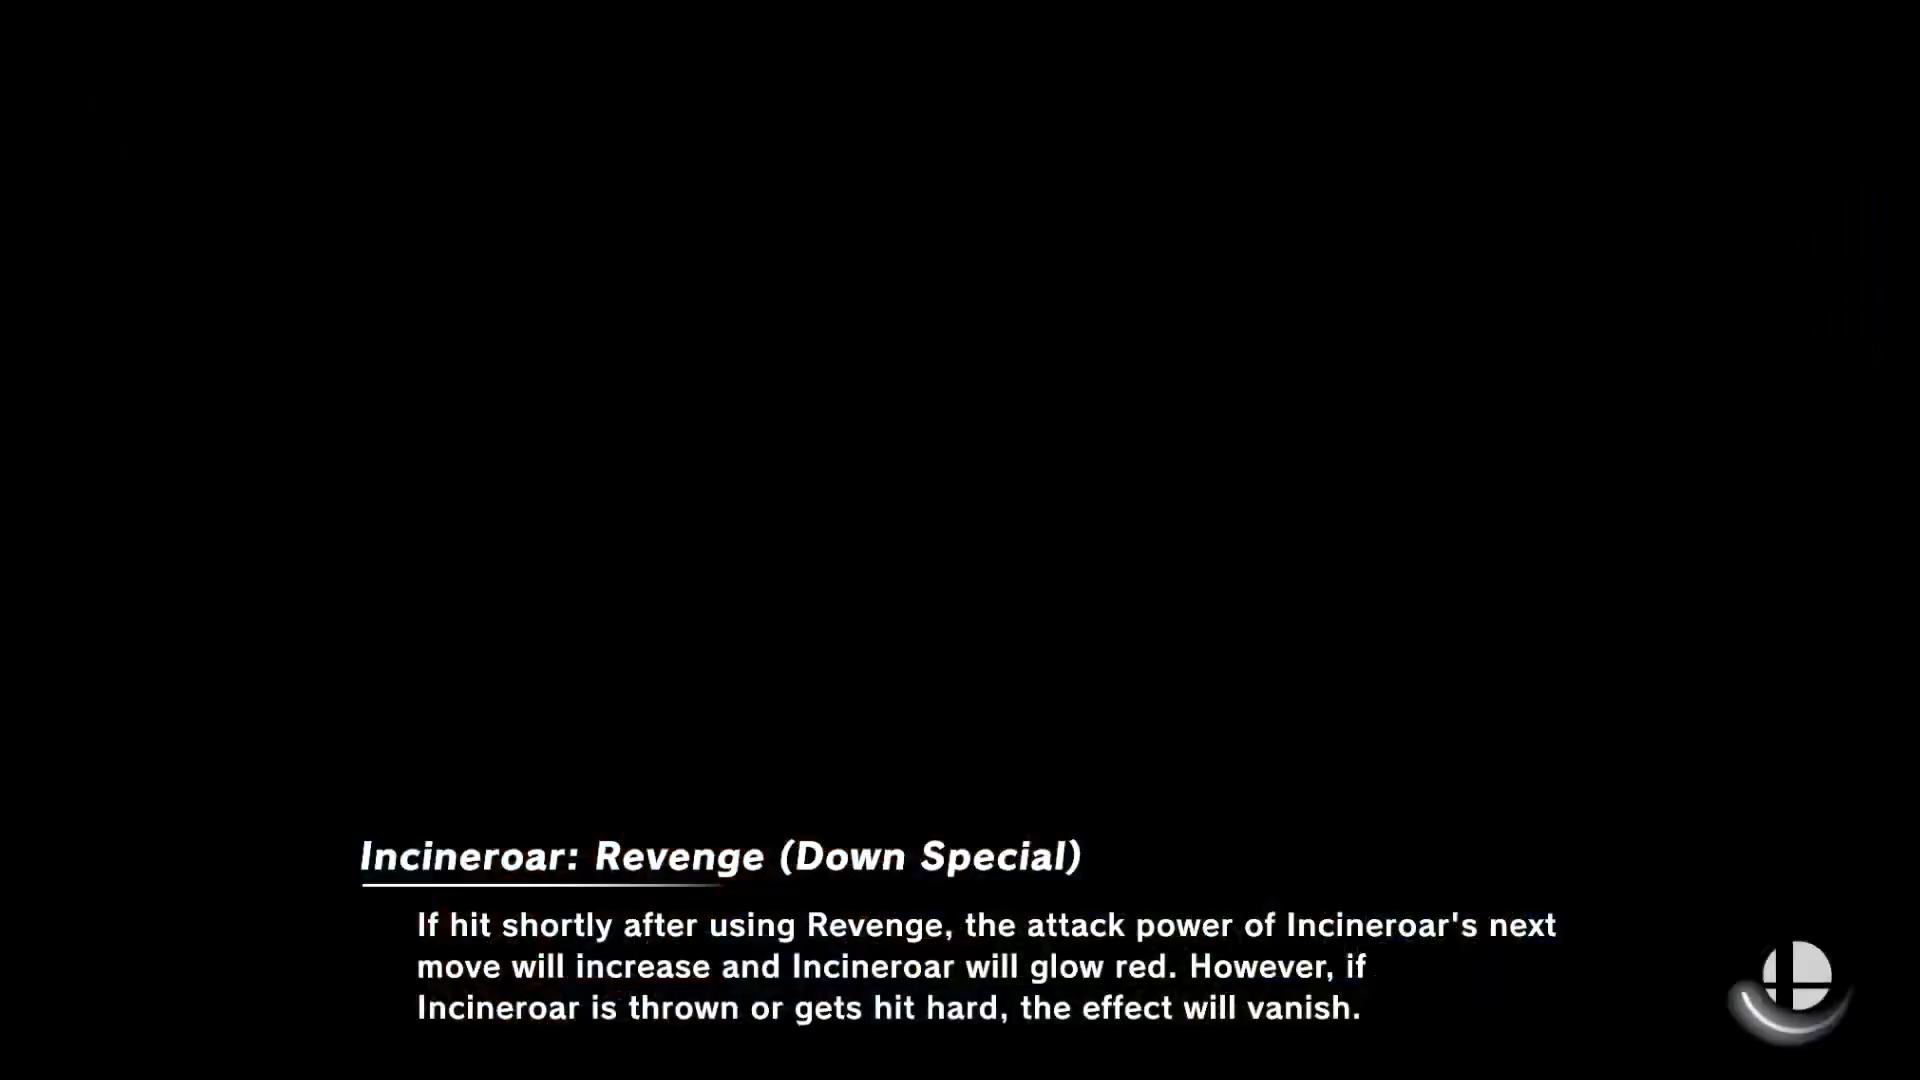 Incineroar: Revenge (Down Special)
If hit shortly after using Revenge, the attack power of Incineroar's next
move will increase and Incineroar will glow red. However, if
Incineroar is thrown or gets hit hard, the effect will vanish.